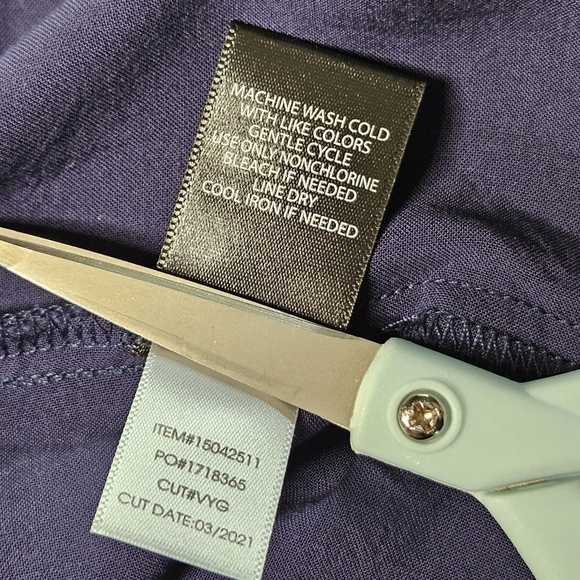 MACHINE WASH COLD
WITH LIKE COLORS
GENTLE CYCLE
USE ONLY NONCHLORINE
BLEACH IF NEEDED
LINE DRY
COOL IRON IF NEEDED
ITEM#15042511
PO#1718365
CUT#VYG
CUT DATE:03/2021